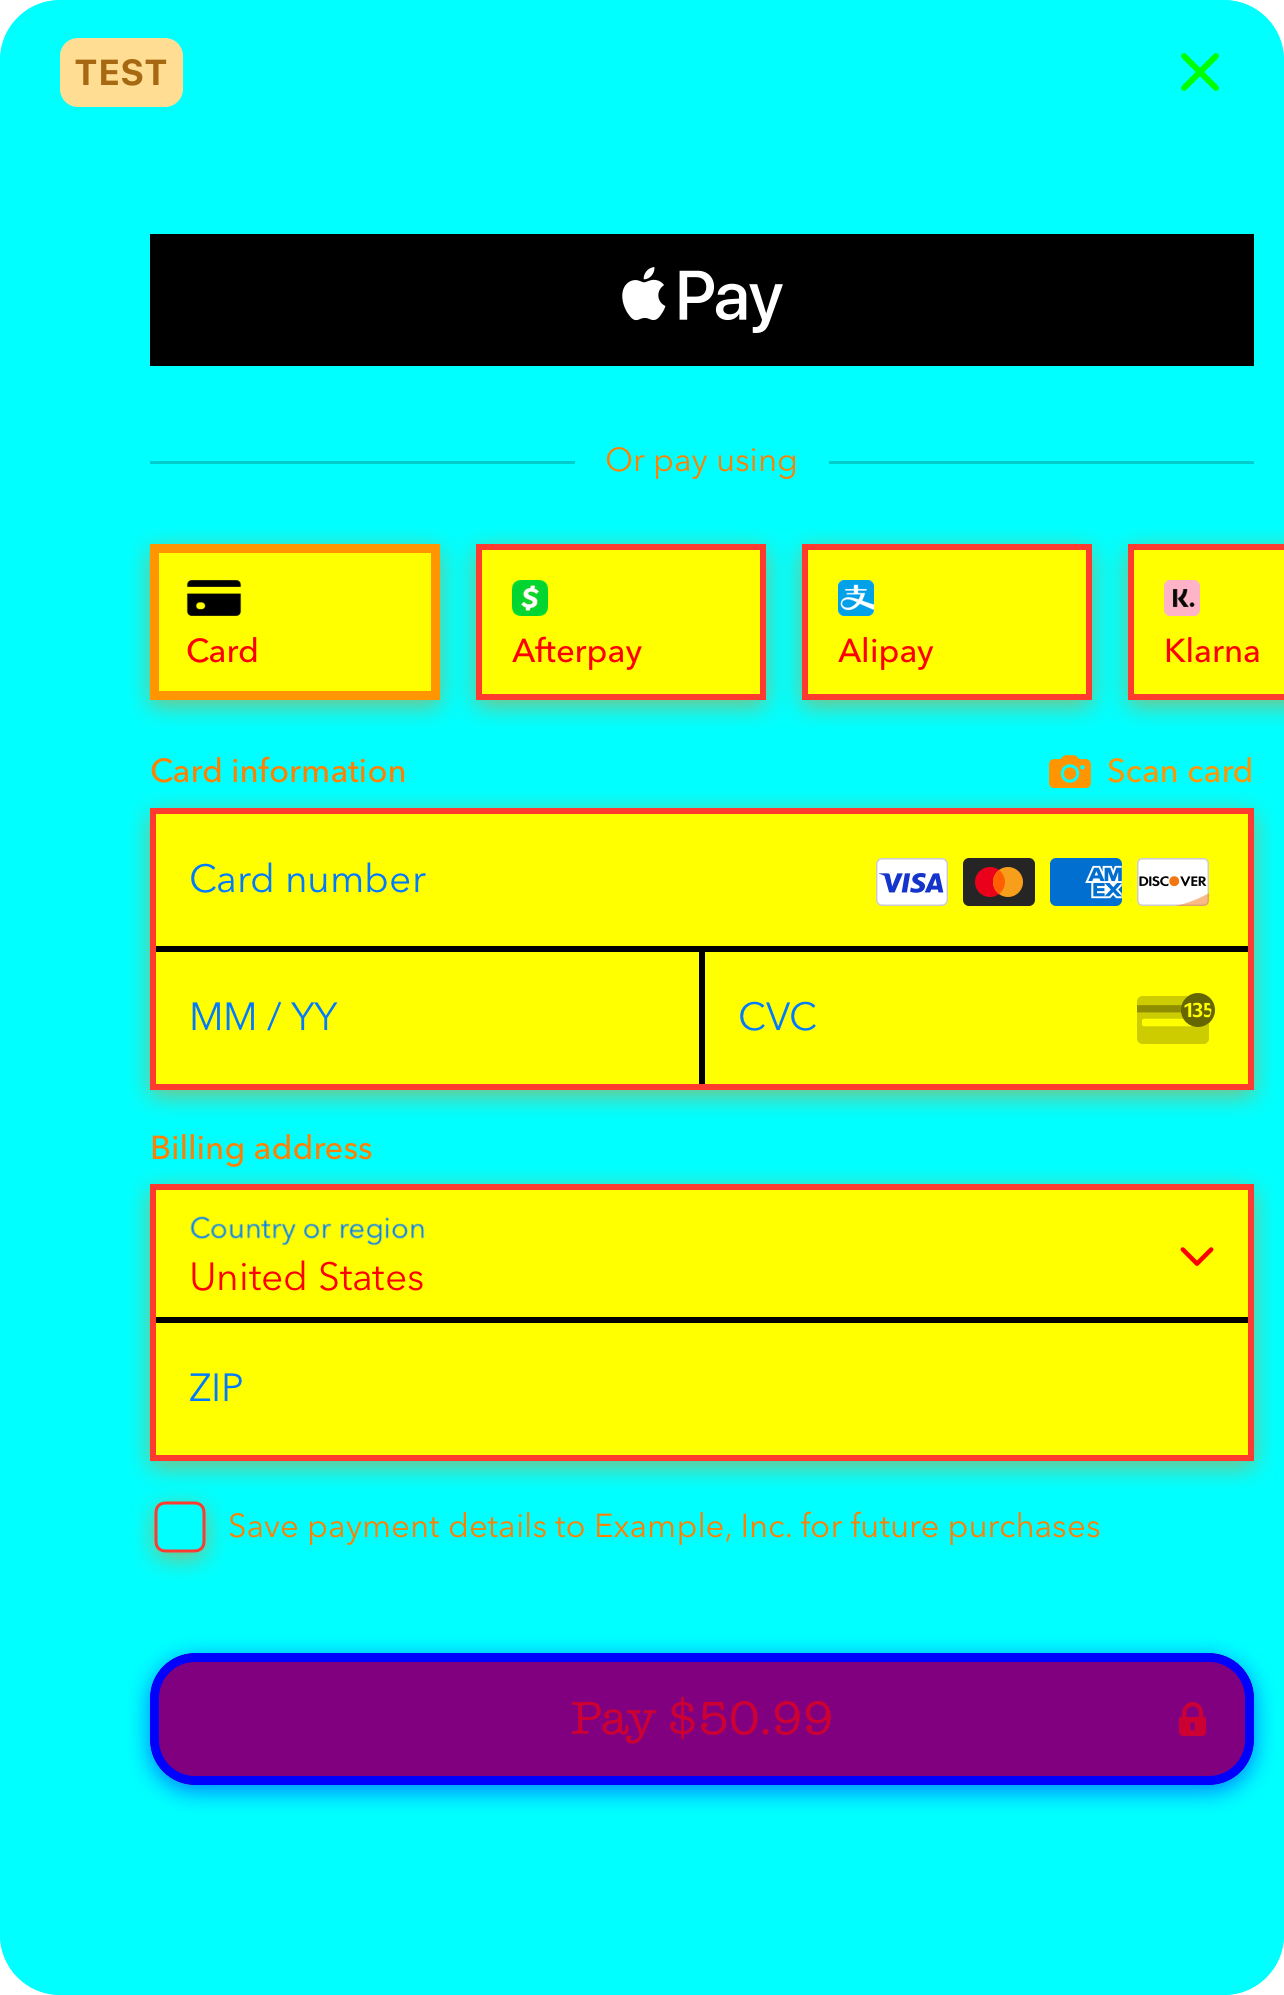 TEST
Pay
Or pay using
Card
Afterpay
支
Alipay
K.
Klarna
Card information
Scan card
Card number
VISA
AM
EX
DISCOVER
MM / YY
CVC
135
Billing address
Country or region
United States
ZIP
Save payment details to Example, Inc. for future purchases
Pay $50.99